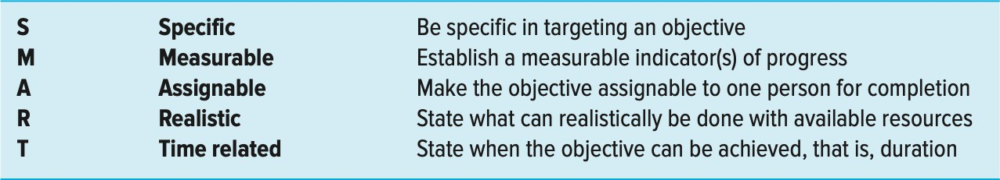 S Specific Be specific in targeting an objective
M Measurable Establish a measurable indicator(s) of progress
A Assignable Make the objective assignable to one person for completion
R Realistic State what can realistically be done with available resources
T Time related State when the objective can be achieved, that is, duration